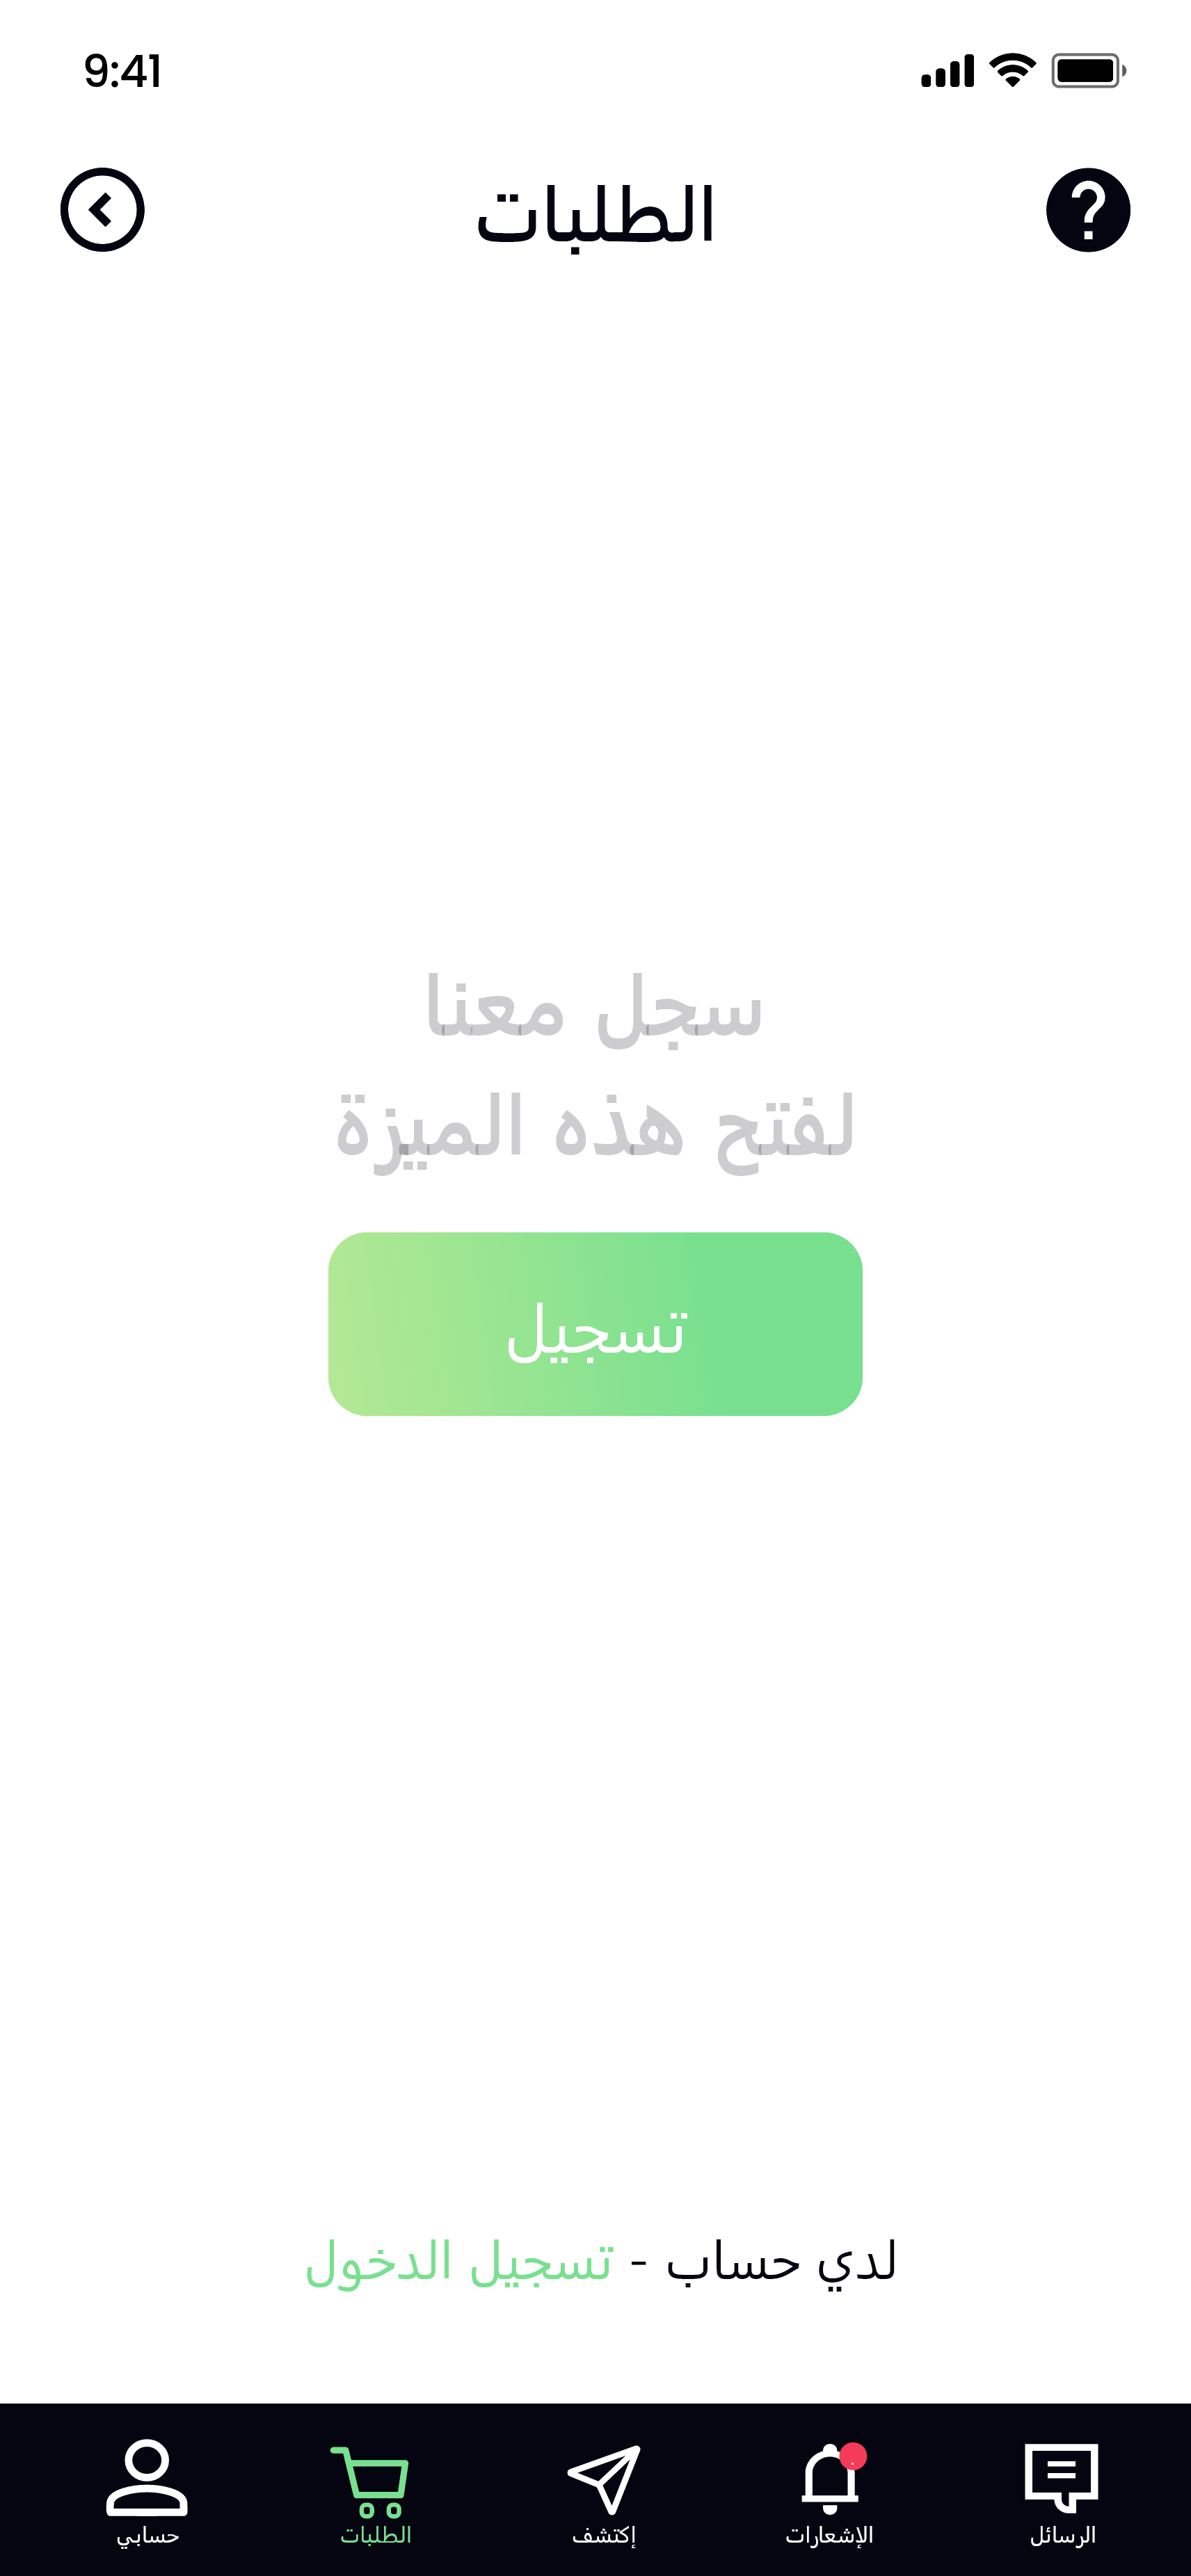 9:41
الطلبات
سجل معنا
لفتح هذه الميزة
تسجيل
لدي حساب - تسجيل الدخول
الرسائل
الإشعارات
إكتشف
الطلبات
حسابي